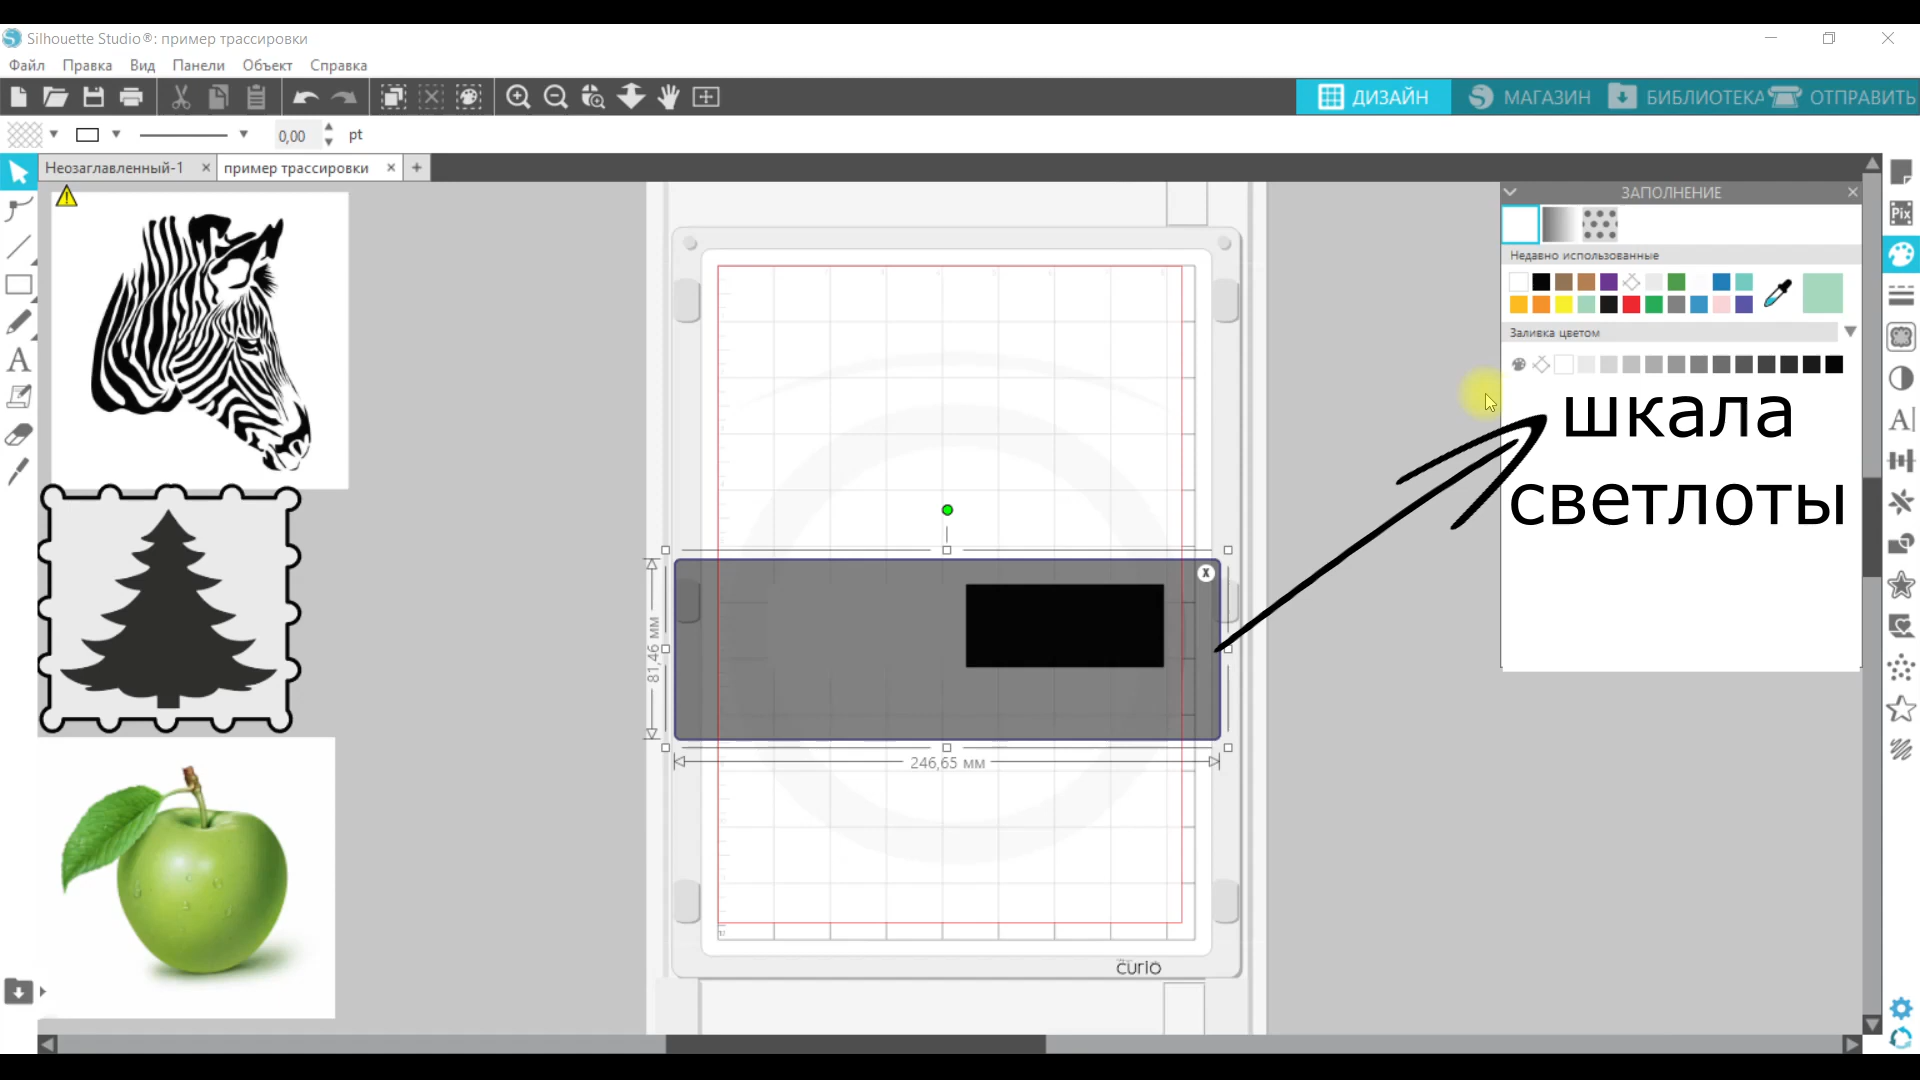 Silhouette Studio®: пример трассировки
Файл Правка Вид Панели Объект Справка
ДИЗАЙН МАГАЗИН БИБЛИОТЕКА ОТПРАВИТЬ
0,00 pt
Неозаглавленный-1 пример трассировки
ЗАПОЛНЕНИЕ
Pix
Недавно использованные
Заливка цветом
шкала
светлоты
X
81,46 мм
246,65 мм
curio